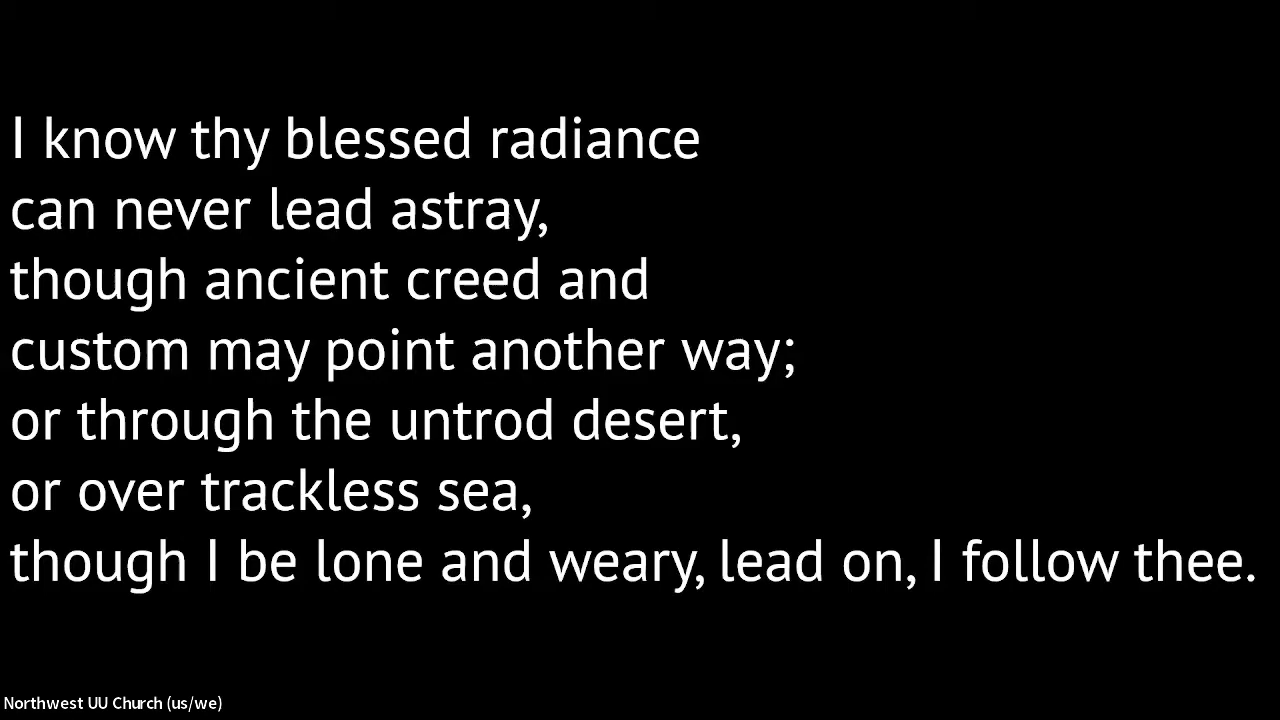 I know thy blessed radiance
can never lead astray,
though ancient creed and
custom may point another way;
or through the untrod desert,
or over trackless sea,
though I be lone and weary, lead on, I follow thee.
Northwest UU Church (us/we)